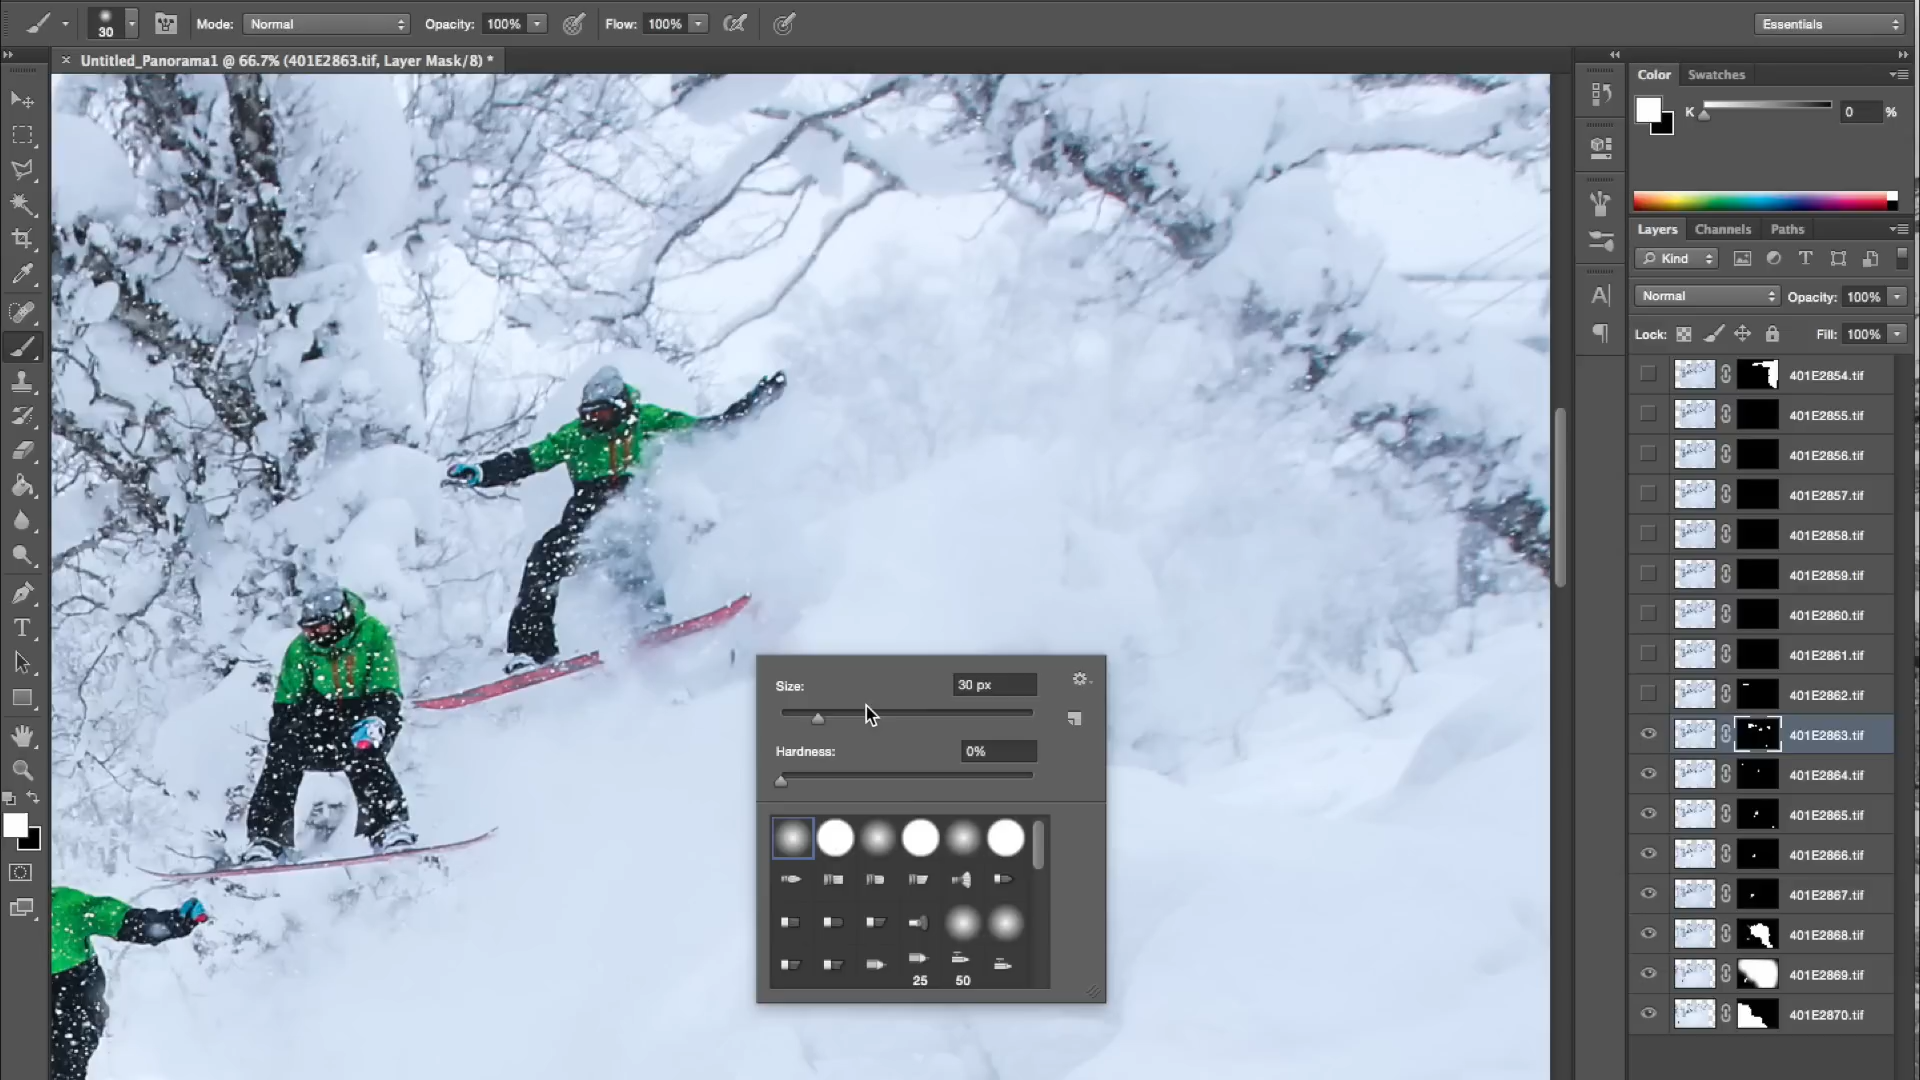 30
Mode: Normal
Opacity: 100%
Flow: 100%
Essentials
× Untitled_Panorama1 @ 66.7% (401E2863.tif, Layer Mask/8) *
Color Swatches
K 0 %
Layers Channels Paths
Kind
Normal Opacity: 100%
Lock: Fill: 100%
401E2854.tif
401E2855.tif
401E2856.tif
401E2857.tif
401E2858.tif
401E2859.tif
401E2860.tif
401E2861.tif
401E2862.tif
401E2863.tif
401E2864.tif
401E2865.tif
401E2866.tif
401E2867.tif
401E2868.tif
401E2869.tif
401E2870.tif
Size: 30 px
Hardness: 0%
25 50